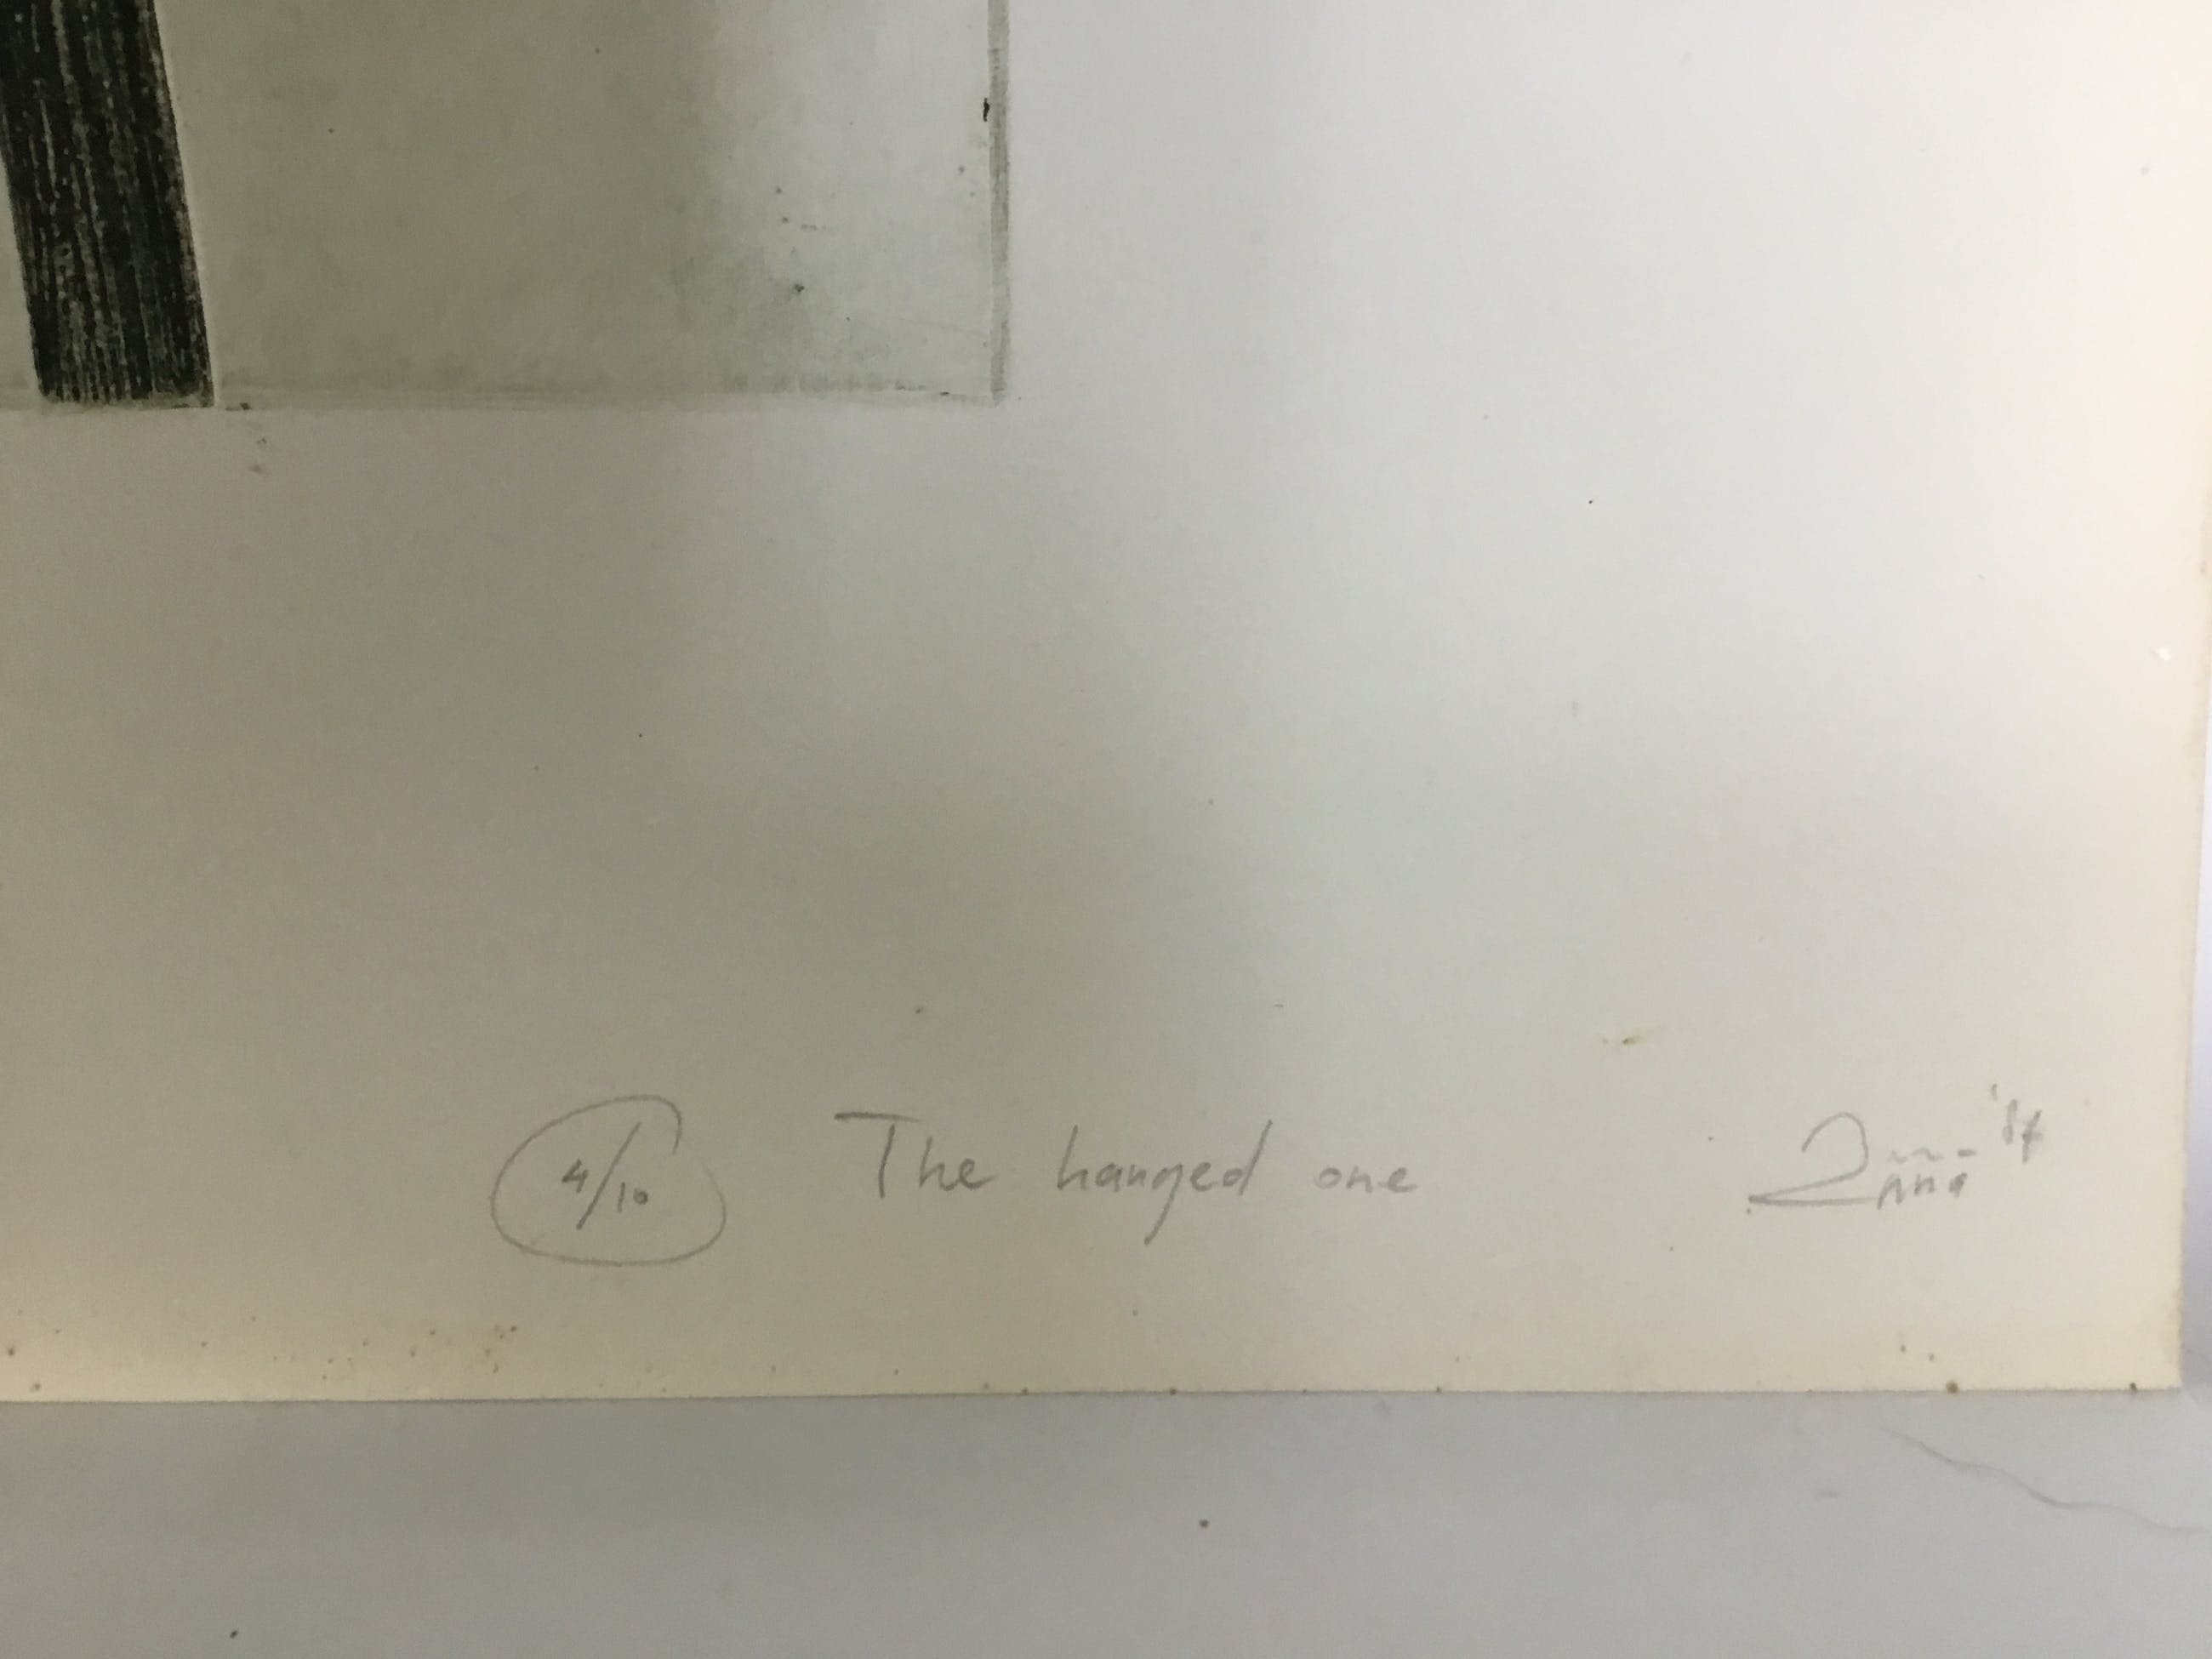 4/10 The hanged one